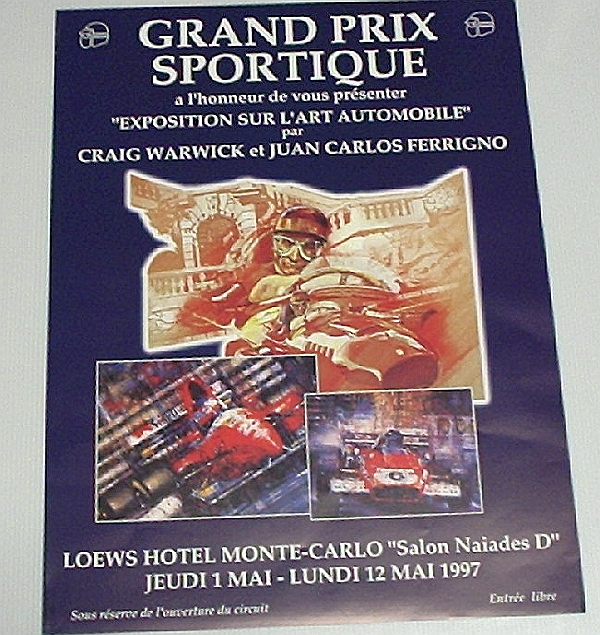 GRAND PRIX
SPORTIQUE
a l'honneur de vous présenter
"EXPOSITION SUR L'ART AUTOMOBILE"
par
CRAIG WARWICK et JUAN CARLOS FERRIGNO
LOEWS HOTEL MONTE-CARLO "Salon Naiades D"
JEUDI 1 MAI - LUNDI 12 MAI 1997
Sous réserve de l'ouverture du circuit
Entrée libre